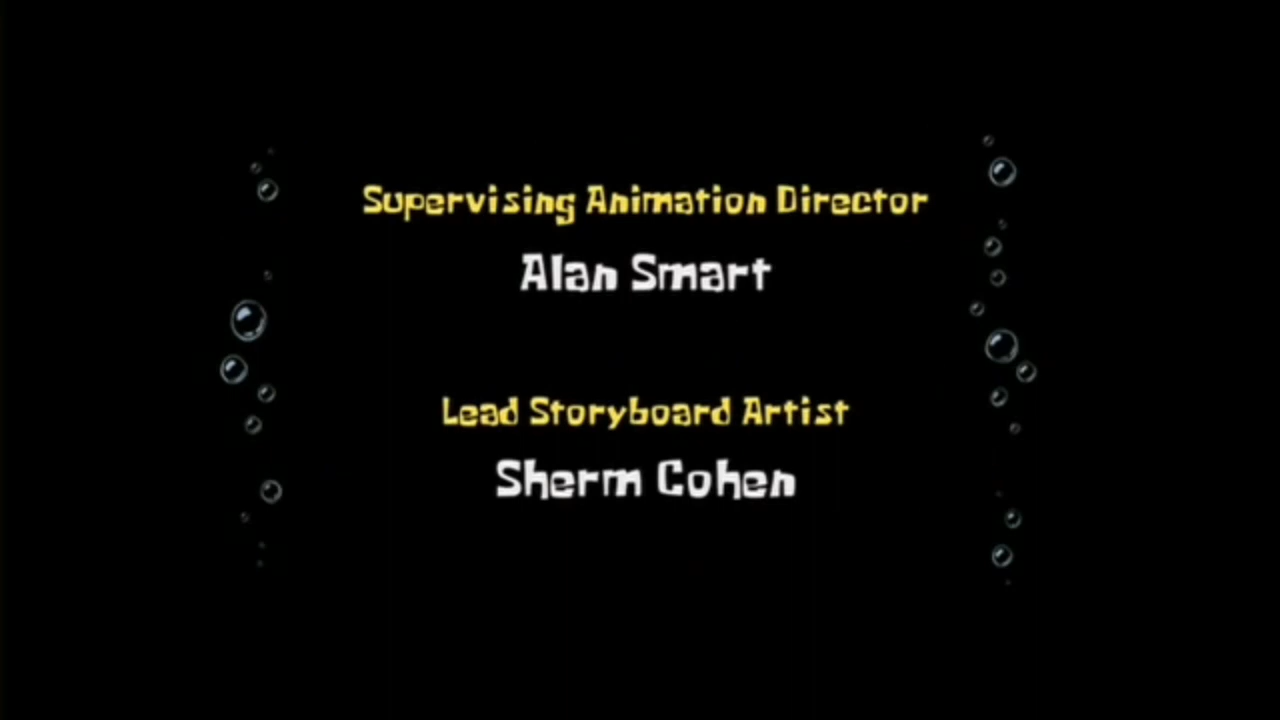 Supervising Animation Director
Alan Smart
Lead Storyboard Artist
Sherm Cohen